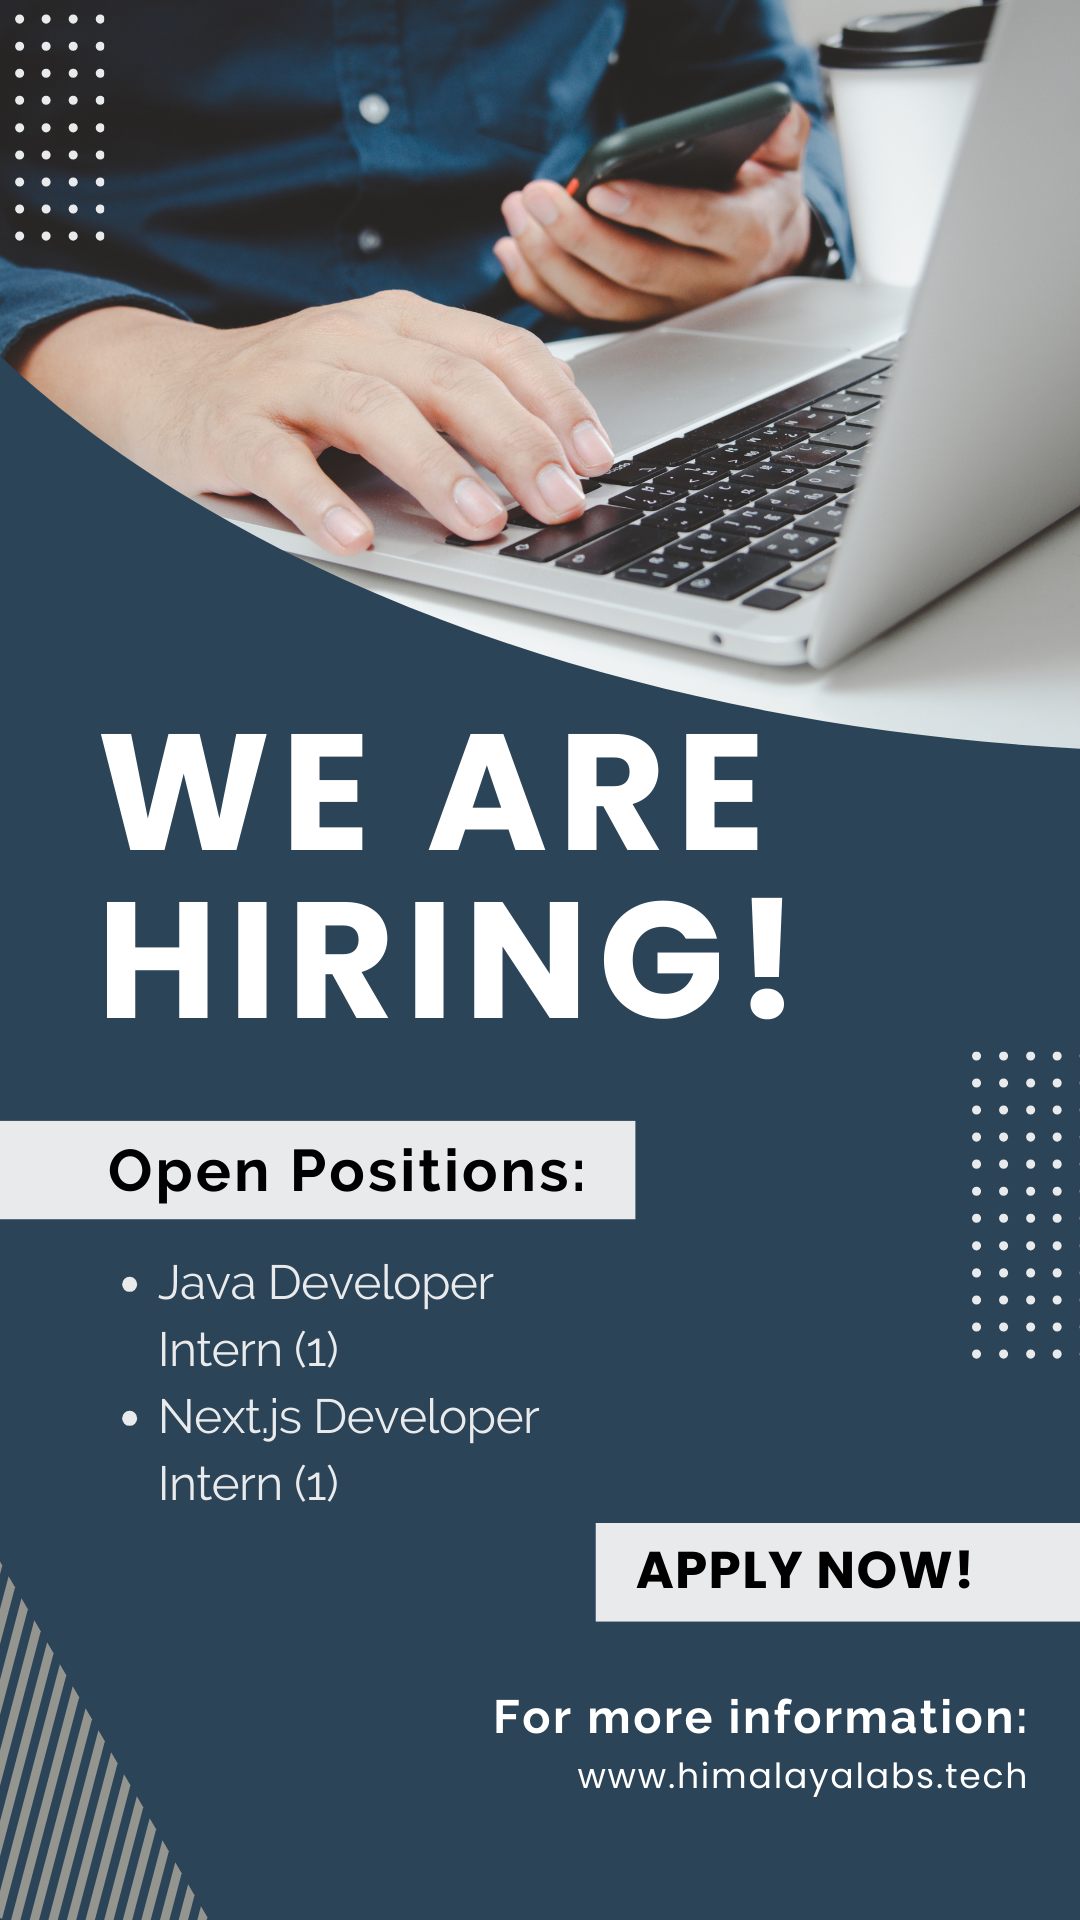 WE ARE
HIRING!
Open Positions:
• Java Developer
Intern (1)
• Next.js Developer
Intern (1)
APPLY NOW!
For more information:
www.himalayalabs.tech